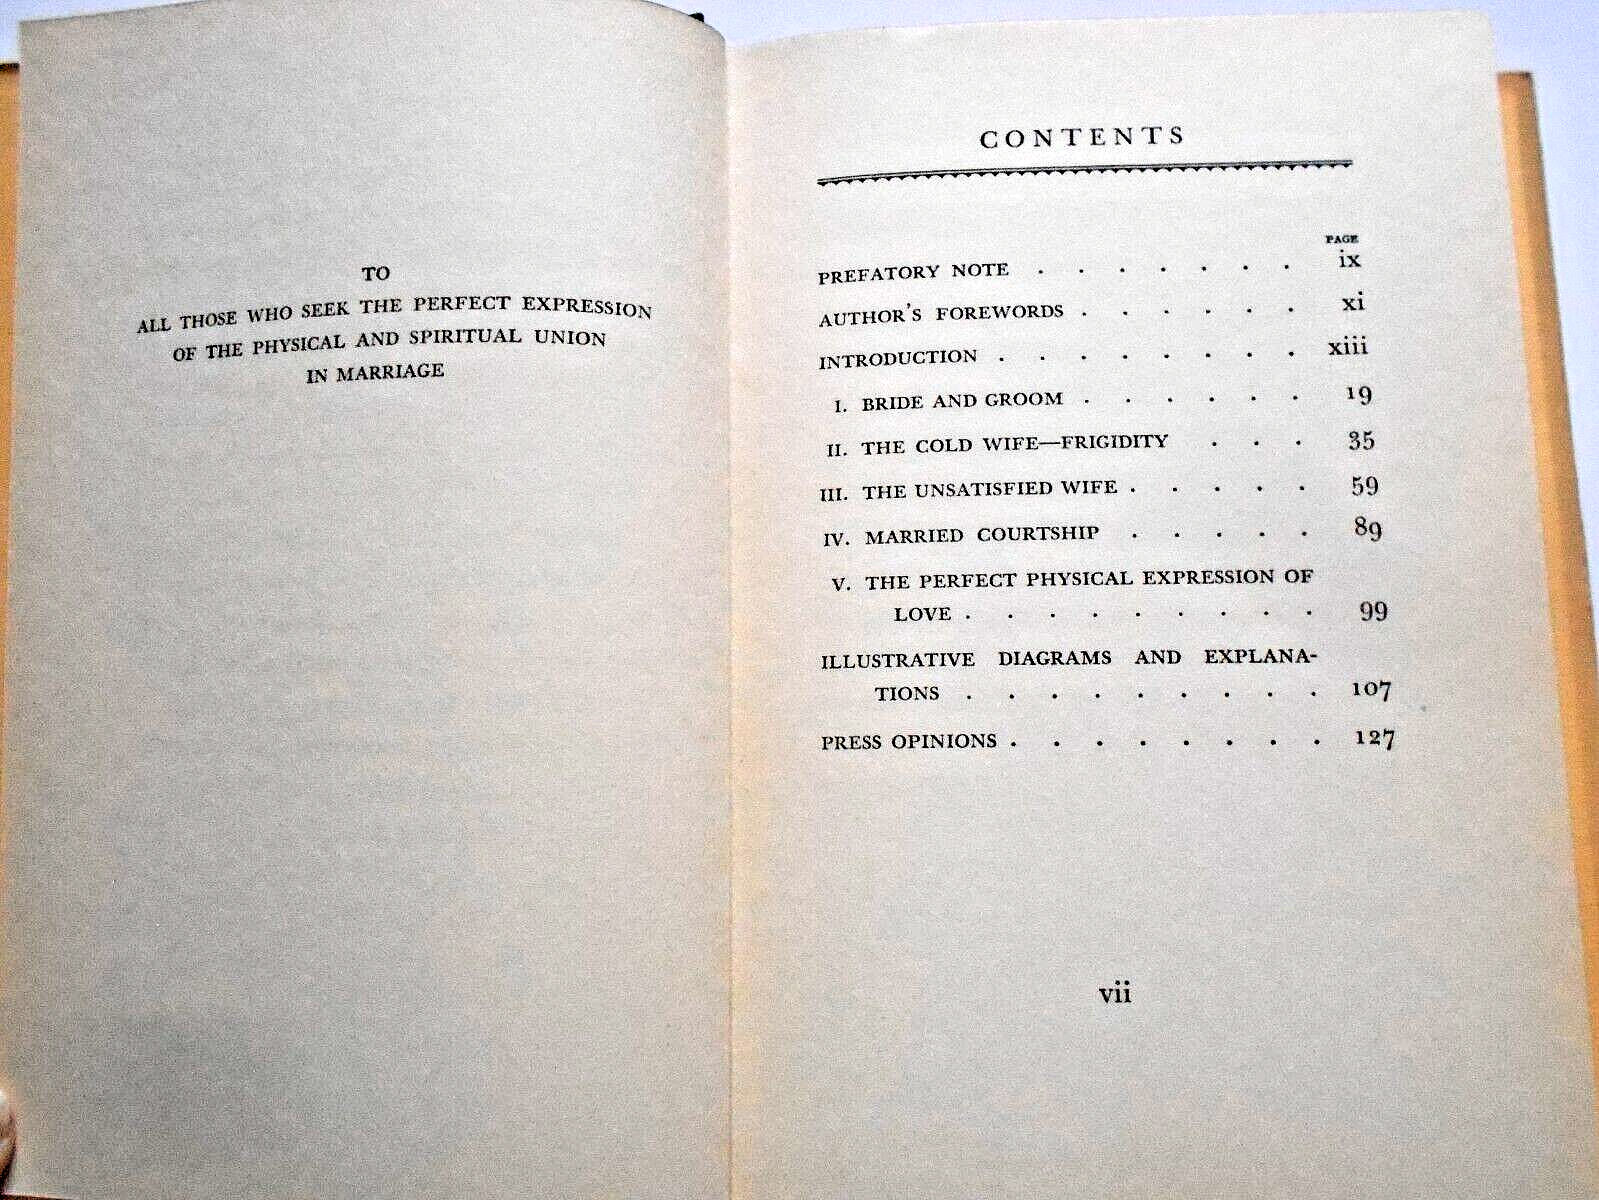 TO
ALL THOSE WHO SEEK THE PERFECT EXPRESSION
OF THE PHYSICAL AND SPIRITUAL UNION
IN MARRIAGE
CONTENTS
PAGE
PREFATORY NOTE . . . . . . . ix
AUTHOR'S FOREWORDS . . . . . . xi
INTRODUCTION . . . . . . . . xiii
I. BRIDE AND GROOM . . . . . . 19
II. THE COLD WIFE—FRIGIDITY . . . 35
III. THE UNSATISFIED WIFE . . . . . 59
IV. MARRIED COURTSHIP . . . . . 89
V. THE PERFECT PHYSICAL EXPRESSION OF
LOVE . . . . . . . . . 99
ILLUSTRATIVE DIAGRAMS AND EXPLANA-
TIONS . . . . . . . . . 107
PRESS OPINIONS . . . . . . . . 127
vii